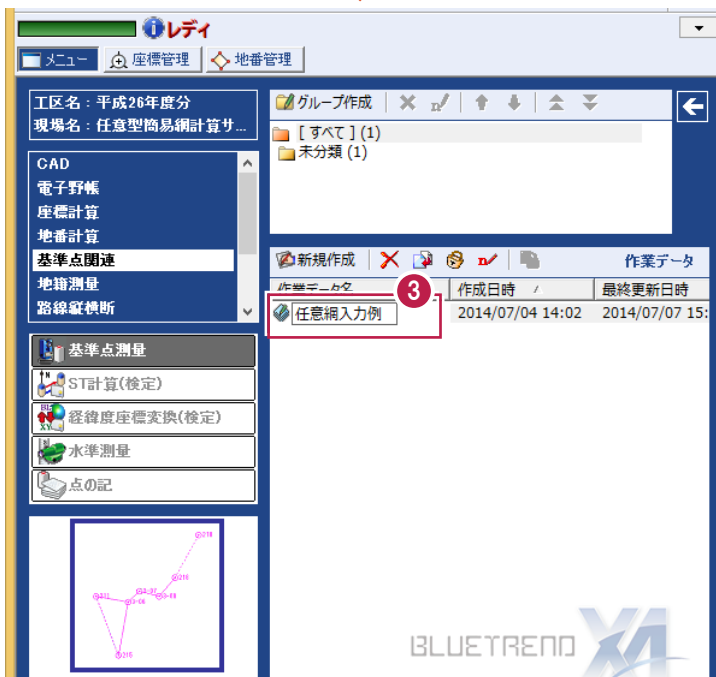 レディ
メニュー 座標管理 地番管理
工区名：平成26年度分
現場名：任意型簡易網計算サ...
グループ作成
[ すべて ] (1)
未分類 (1)
CAD
電子野帳
座標計算
地番計算
基準点関連
地籍測量
路線縦横断
新規作成 作業データ
作業データ名 作成日時 最終更新日時
3
任意網入力例 2014/07/04 14:02 2014/07/07 15:
基準点測量
ST計算(検定)
経緯度座標変換(検定)
水準測量
点の記
BLUETREND XA